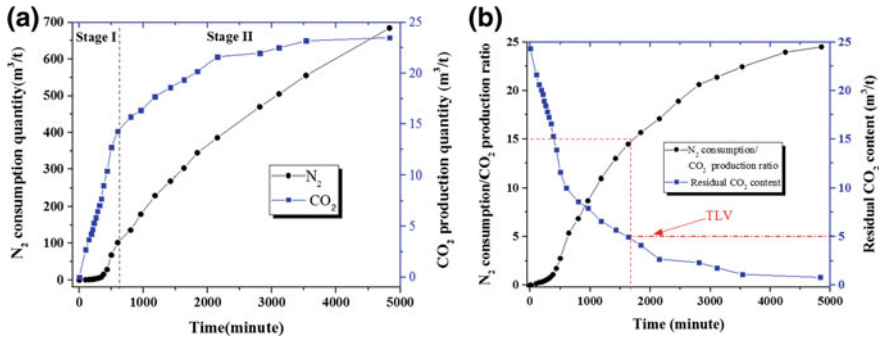 (a)
700
600
500
400
300
200
100
0
N₂ consumption quantity(m³/t)
Stage I
Stage II
N₂
CO₂
25
20
15
10
5
0
CO₂ production quantity (m³/t)
0
1000
2000
3000
4000
5000
Time(minute)
(b)
25
20
15
10
5
0
N₂ consumption/CO₂ production ratio
N₂ consumption/
CO₂ production ratio
Residual CO₂ content
TLV
25
20
15
10
5
0
Residual CO₂ content (m³/t)
0
1000
2000
3000
4000
5000
Time (minute)